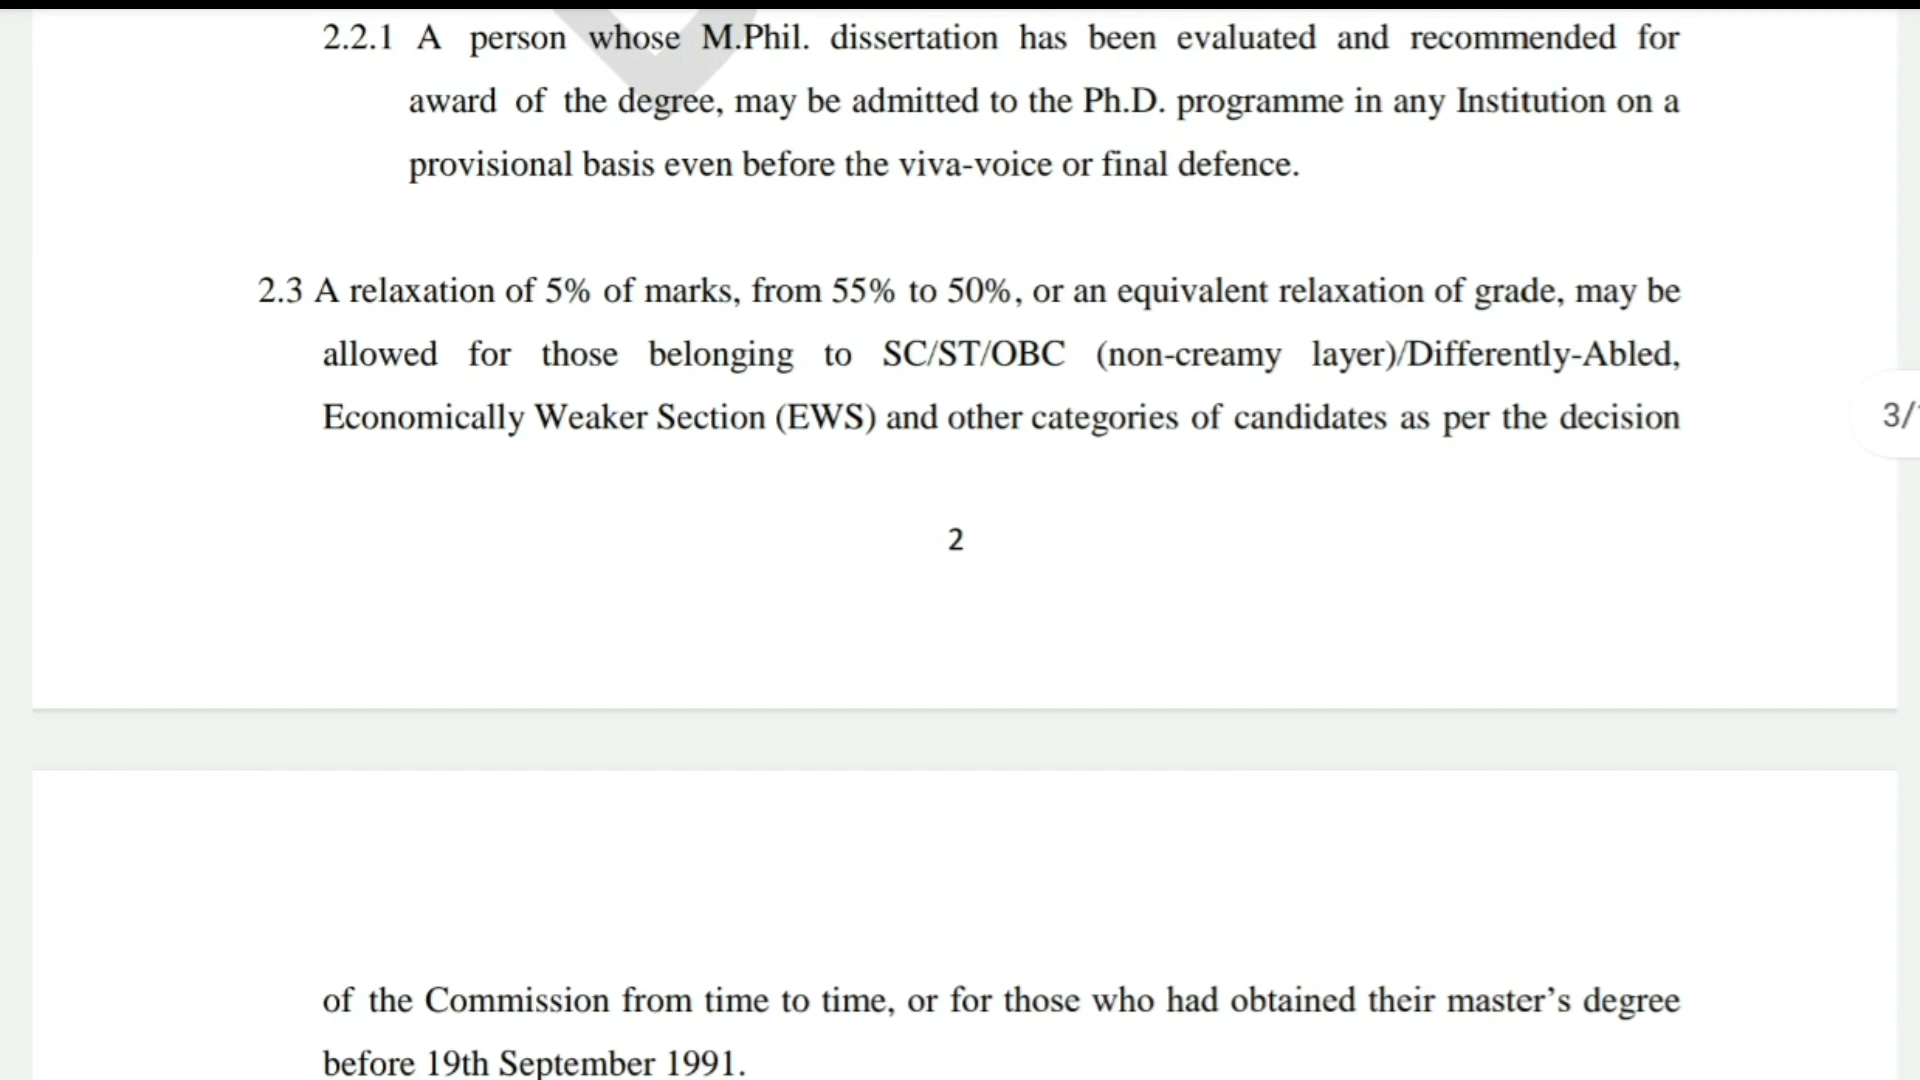 2.2.1 A person whose M.Phil. dissertation has been evaluated and recommended for
award of the degree, may be admitted to the Ph.D. programme in any Institution on a
provisional basis even before the viva-voice or final defence.
2.3 A relaxation of 5% of marks, from 55% to 50%, or an equivalent relaxation of grade, may be
allowed for those belonging to SC/ST/OBC (non-creamy layer)/Differently-Abled,
Economically Weaker Section (EWS) and other categories of candidates as per the decision
3/
2
of the Commission from time to time, or for those who had obtained their master’s degree
before 19th September 1991.